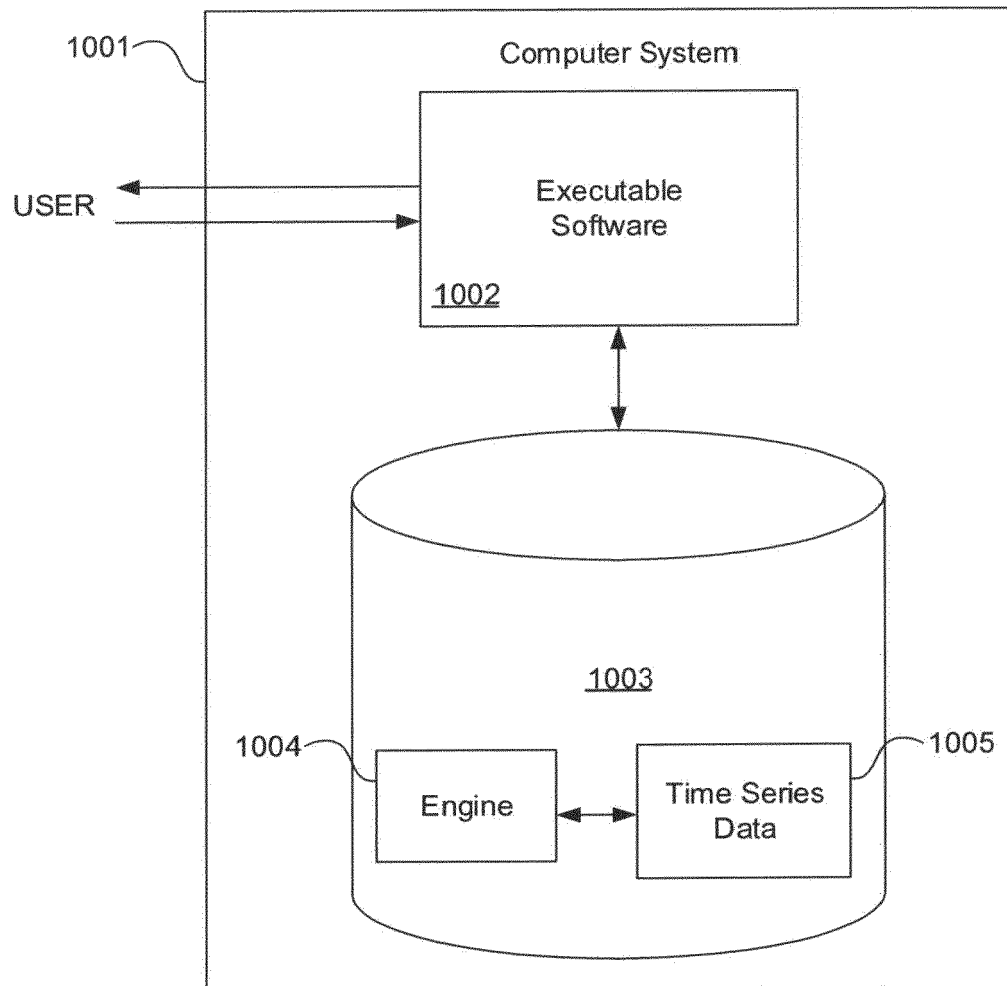 1001
Computer System
USER
Executable
Software
1002
1003
1004
1005
Engine
Time Series
Data